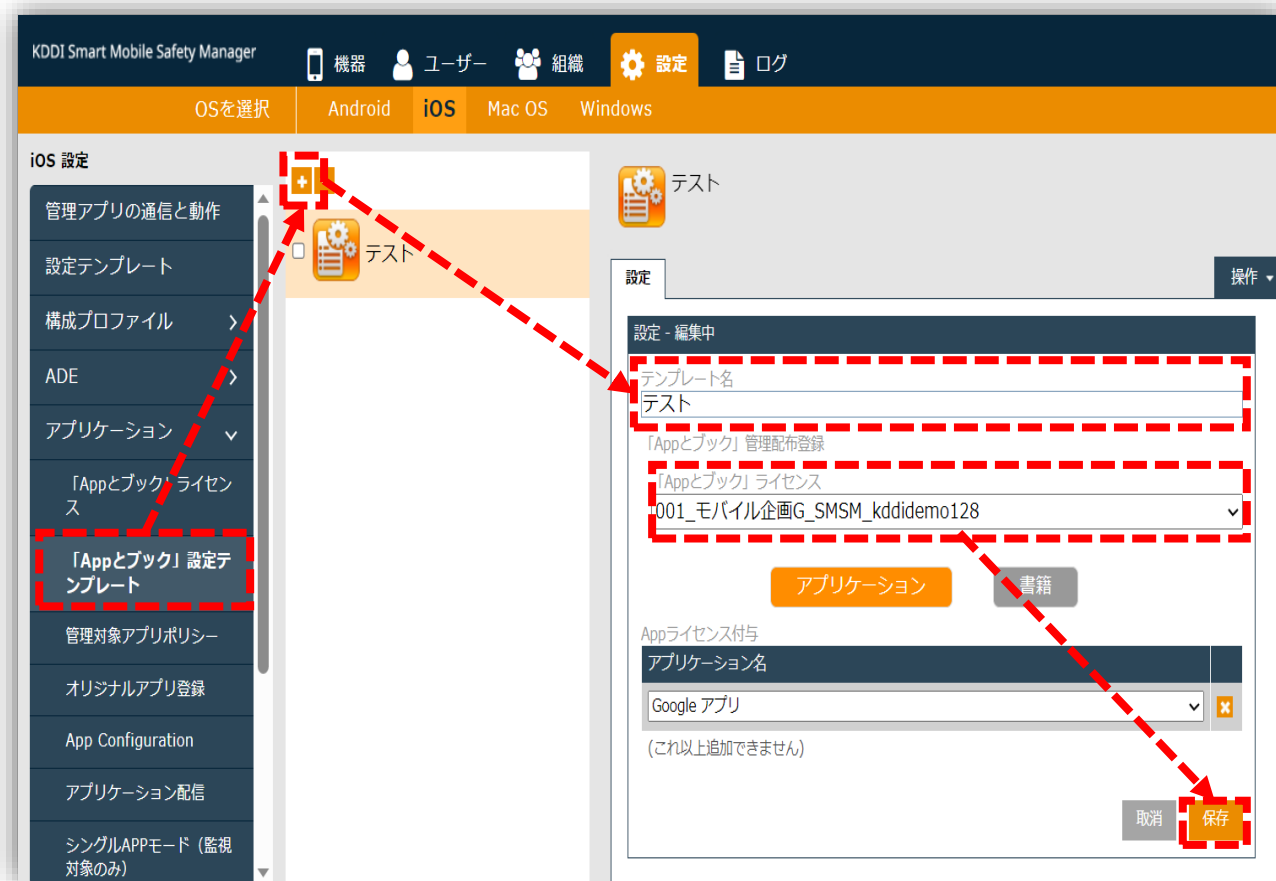 KDDI Smart Mobile Safety Manager
機器
ユーザー
組織
設定
ログ
OSを選択
Android
iOS
Mac OS
Windows
iOS 設定
管理アプリの通信と動作
設定テンプレート
構成プロファイル
ADE
アプリケーション
「Appとブック」ライセン
ス
「Appとブック」設定テ
ンプレート
管理対象アプリポリシー
オリジナルアプリ登録
App Configuration
アプリケーション配信
シングルAPPモード（監視
対象のみ）
テスト
テスト
設定
操作
設定 - 編集中
テンプレート名
テスト
「Appとブック」管理配布登録
「Appとブック」ライセンス
001_モバイル企画G_SMSM_kddidemo128
アプリケーション
書籍
Appライセンス付与
アプリケーション名
Google アプリ
(これ以上追加できません)
取消
保存